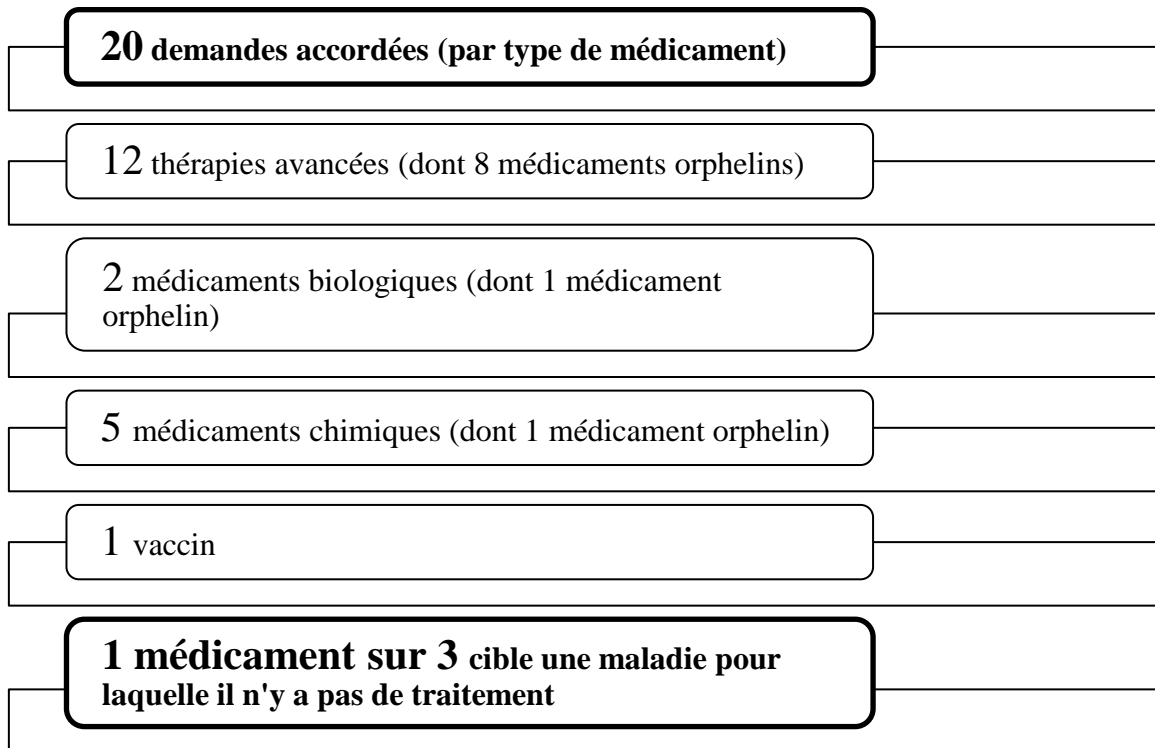 20 demandes accordées (par type de médicament)
12 thérapies avancées (dont 8 médicaments orphelins)
2 médicaments biologiques (dont 1 médicament
orphelin)
5 médicaments chimiques (dont 1 médicament orphelin)
1 vaccin
1 médicament sur 3 cible une maladie pour
laquelle il n'y a pas de traitement